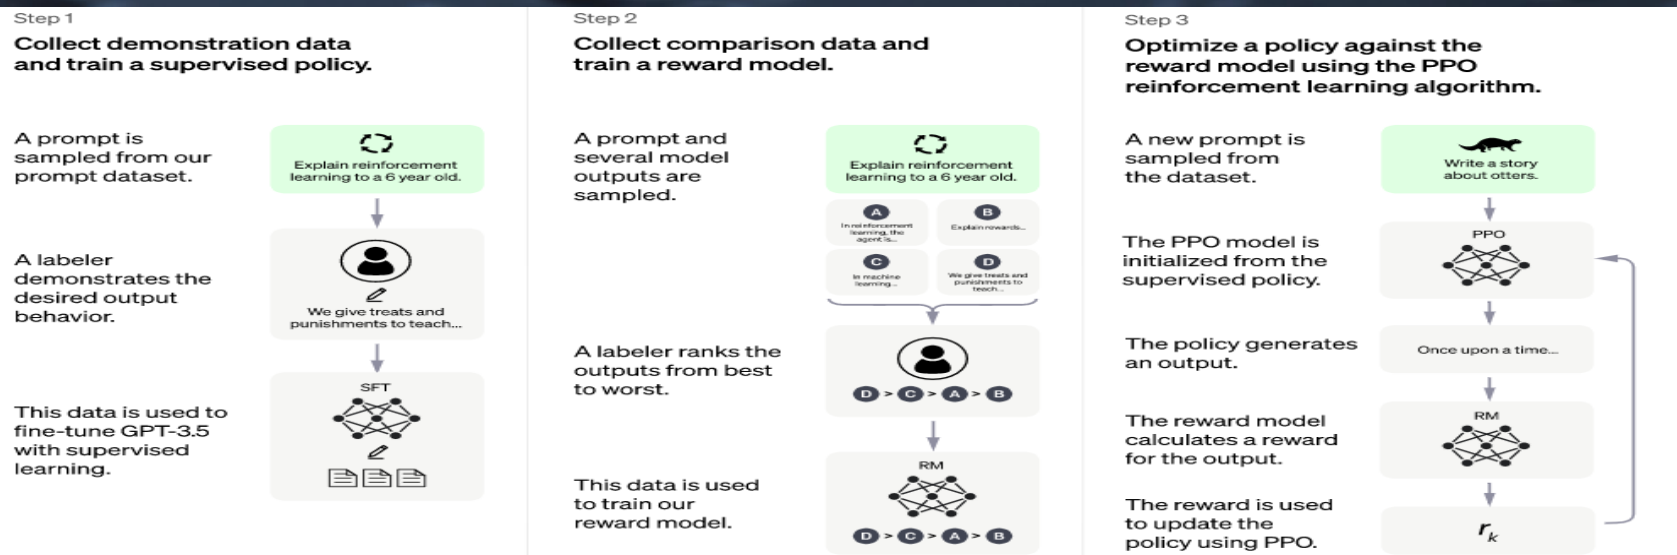 Step 1
Collect demonstration data
and train a supervised policy.
A prompt is
sampled from our
prompt dataset.
Explain reinforcement
learning to a 6 year old.
A labeler
demonstrates the
desired output
behavior.
We give treats and
punishments to teach...
This data is used to
fine-tune GPT-3.5
with supervised
learning.
SFT
Step 2
Collect comparison data and
train a reward model.
A prompt and
several model
outputs are
sampled.
Explain reinforcement
learning to a 6 year old.
A
In reinforcement
learning, the
agent is...
B
Explain rewards...
C
In machine
learning...
D
We give treats and
punishments to
teach...
A labeler ranks the
outputs from best
to worst.
D > C > A > B
This data is used
to train our
reward model.
RM
D > C > A > B
Step 3
Optimize a policy against the
reward model using the PPO
reinforcement learning algorithm.
A new prompt is
sampled from
the dataset.
Write a story
about otters.
The PPO model is
initialized from the
supervised policy.
PPO
The policy generates
an output.
Once upon a time...
The reward model
calculates a reward
for the output.
RM
The reward is used
to update the
policy using PPO.
rk